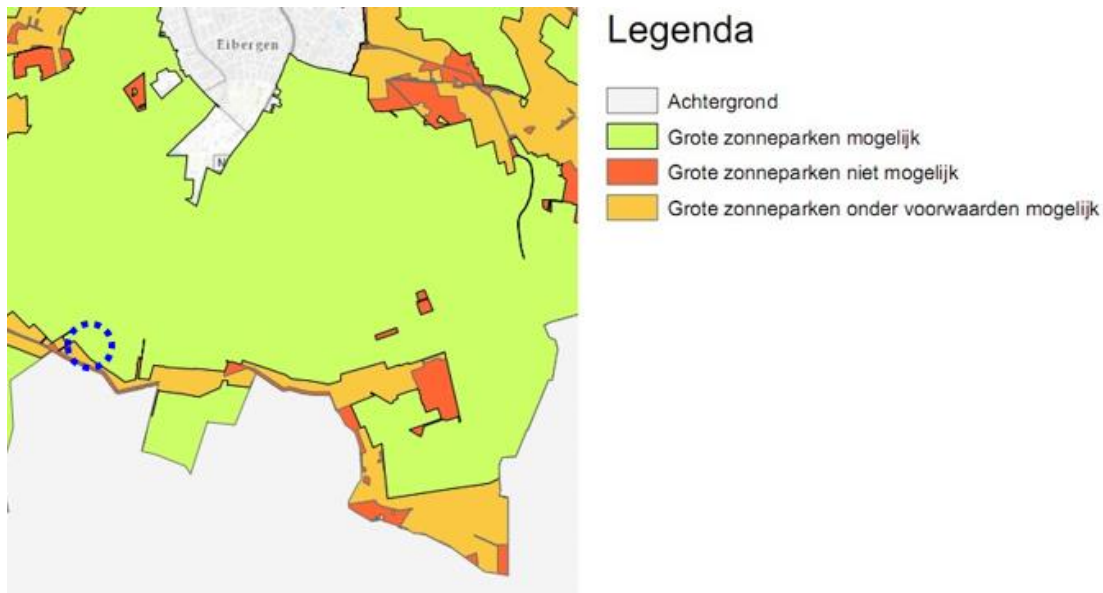 Eibergen
N
Legenda
Achtergrond
Grote zonneparken mogelijk
Grote zonneparken niet mogelijk
Grote zonneparken onder voorwaarden mogelijk